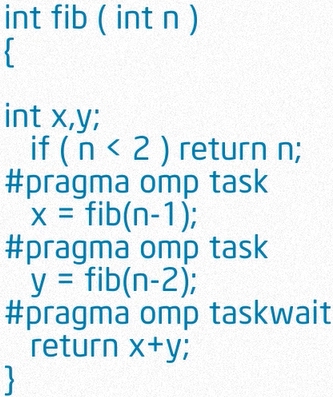 int fib ( int n )
{
int x,y;
if ( n < 2 ) return n;
#pragma omp task
x = fib(n-1);
#pragma omp task
y = fib(n-2);
#pragma omp taskwait
return x+y;
}